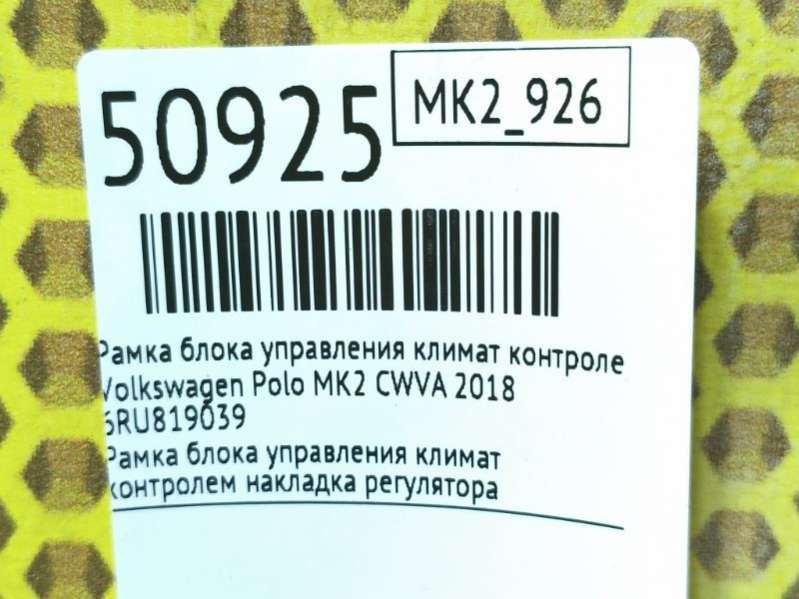 50925
MK2_926
Рамка блока управления климат контроле
Volkswagen Polo MK2 CWVA 2018
6RU819039
Рамка блока управления климат
контролем накладка регулятора